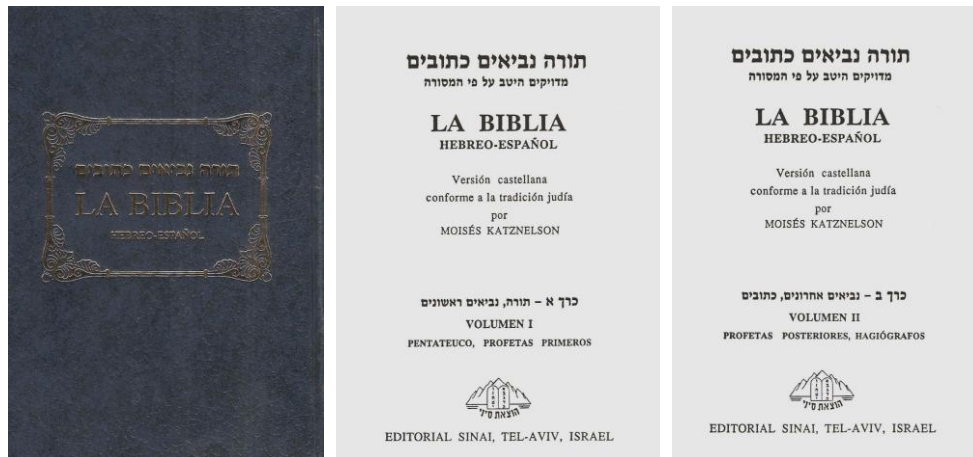 תורה נביאים כתובים
LA BIBLIA
HEBREO-ESPAÑOL
תורה נביאים כתובים
מדויקים היטב על פי המסורה
LA BIBLIA
HEBREO-ESPAÑOL
Versión castellana
conforme a la tradición judía
por
MOISÉS KATZNELSON
כרך א – תורה, נביאים ראשונים
VOLUMEN I
PENTATEUCO, PROFETAS PRIMEROS
הוצאת סיני
EDITORIAL SINAI, TEL-AVIV, ISRAEL
תורה נביאים כתובים
מדויקים היטב על פי המסורה
LA BIBLIA
HEBREO-ESPAÑOL
Versión castellana
conforme a la tradición judía
por
MOISÉS KATZNELSON
כרך ב – נביאים אחרונים, כתובים
VOLUMEN II
PROFETAS POSTERIORES, HAGIÓGRAFOS
הוצאת סיני
EDITORIAL SINAI, TEL-AVIV, ISRAEL